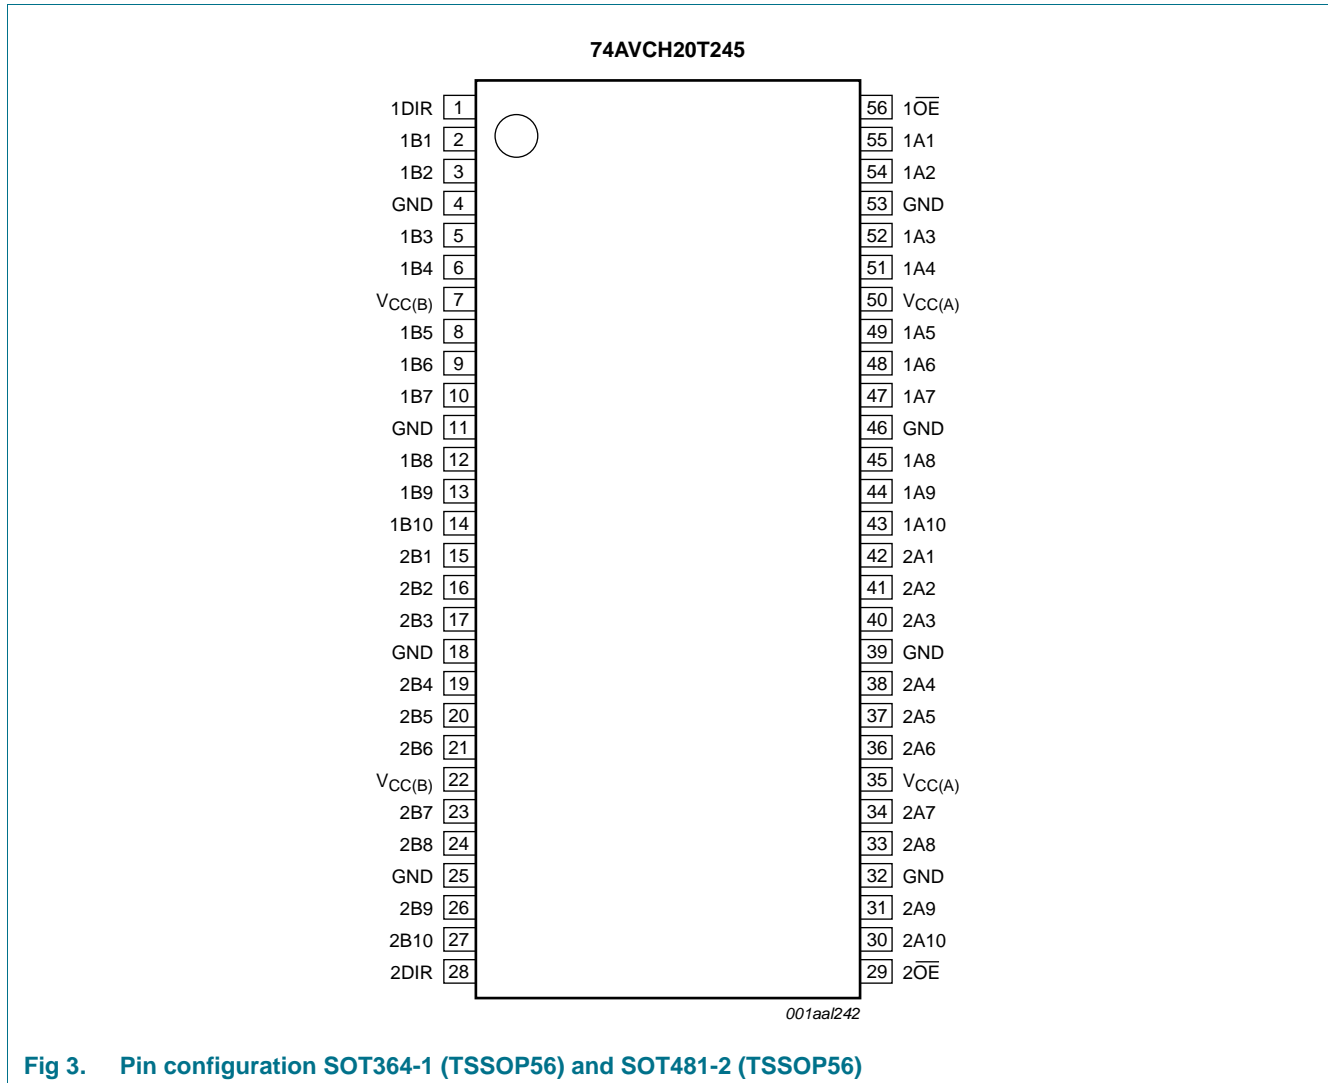 74AVCH20T245
1DIR 1 56 1O̅E̅
1B1 2 55 1A1
1B2 3 54 1A2
GND 4 53 GND
1B3 5 52 1A3
1B4 6 51 1A4
VCC(B) 7 50 VCC(A)
1B5 8 49 1A5
1B6 9 48 1A6
1B7 10 47 1A7
GND 11 46 GND
1B8 12 45 1A8
1B9 13 44 1A9
1B10 14 43 1A10
2B1 15 42 2A1
2B2 16 41 2A2
2B3 17 40 2A3
GND 18 39 GND
2B4 19 38 2A4
2B5 20 37 2A5
2B6 21 36 2A6
VCC(B) 22 35 VCC(A)
2B7 23 34 2A7
2B8 24 33 2A8
GND 25 32 GND
2B9 26 31 2A9
2B10 27 30 2A10
2DIR 28 29 2O̅E̅
001aal242
Fig 3. Pin configuration SOT364-1 (TSSOP56) and SOT481-2 (TSSOP56)